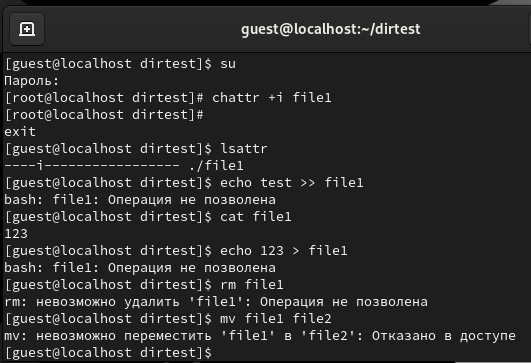 guest@localhost:~/dirtest
[guest@localhost dirtest]$ su
Пароль:
[root@localhost dirtest]# chattr +i file1
[root@localhost dirtest]#
exit
[guest@localhost dirtest]$ lsattr
----i----------------- ./file1
[guest@localhost dirtest]$ echo test >> file1
bash: file1: Операция не позволена
[guest@localhost dirtest]$ cat file1
123
[guest@localhost dirtest]$ echo 123 > file1
bash: file1: Операция не позволена
[guest@localhost dirtest]$ rm file1
rm: невозможно удалить 'file1': Операция не позволена
[guest@localhost dirtest]$ mv file1 file2
mv: невозможно переместить 'file1' в 'file2': Отказано в доступе
[guest@localhost dirtest]$